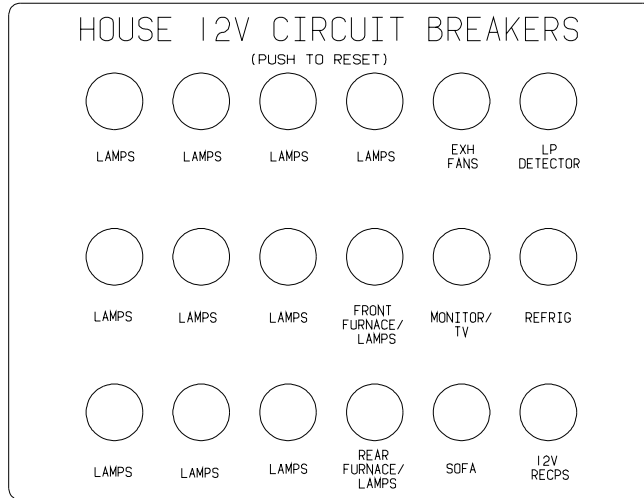 HOUSE 12V CIRCUIT BREAKERS
(PUSH TO RESET)
LAMPS LAMPS LAMPS LAMPS EXH FANS LP DETECTOR
LAMPS LAMPS LAMPS FRONT FURNACE/ LAMPS MONITOR/ TV REFRIG
LAMPS LAMPS LAMPS REAR FURNACE/ LAMPS SOFA 12V RECPS